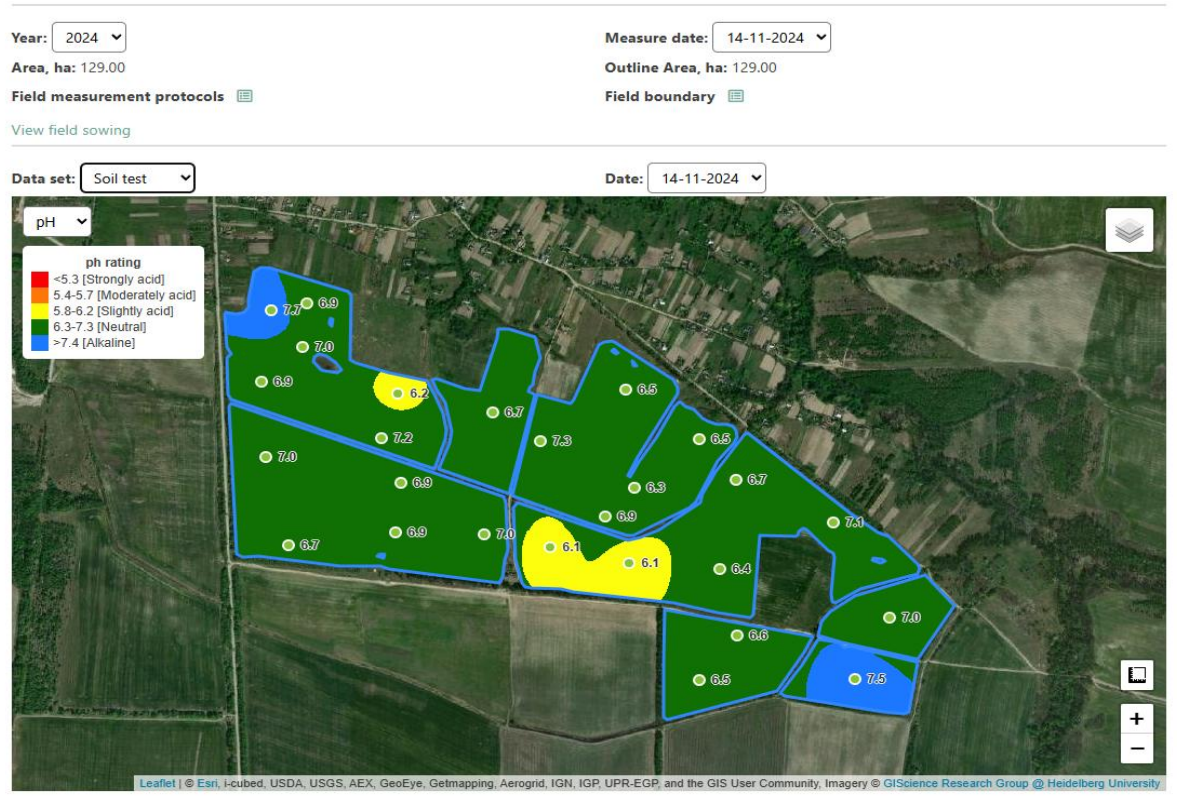 Year: 2024
Measure date: 14-11-2024
Area, ha: 129.00
Outline Area, ha: 129.00
Field measurement protocols
Field boundary
View field sowing
Data set: Soil test
Date: 14-11-2024
pH
ph rating
<5.3 [Strongly acid]
5.4-5.7 [Moderately acid]
5.8-6.2 [Slightly acid]
6.3-7.3 [Neutral]
>7.4 [Alkaline]
7.7
6.9
7.0
6.9
6.2
6.5
6.7
7.2
7.3
6.5
7.0
6.9
6.7
6.3
6.9
7.1
6.9
7.0
6.7
6.1
6.1
6.4
7.0
6.6
6.5
7.5
+
−
Leaflet | © Esri, i-cubed, USDA, USGS, AEX, GeoEye, Getmapping, Aerogrid, IGN, IGP, UPR-EGP, and the GIS User Community, Imagery © GIScience Research Group @ Heidelberg University